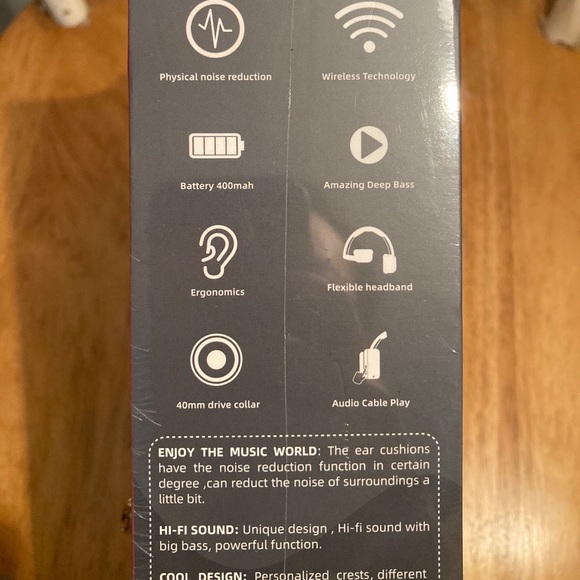 Physical noise reduction
Wireless Technology
Battery 400mah
Amazing Deep Bass
Ergonomics
Flexible headband
40mm drive collar
Audio Cable Play
ENJOY THE MUSIC WORLD: The ear cushions
have the noise reduction function in certain
degree ,can reduct the noise of surroundings a
little bit.
HI-FI SOUND: Unique design , Hi-fi sound with
big bass, powerful function.
COOL DESIGN: Personalized crests, different